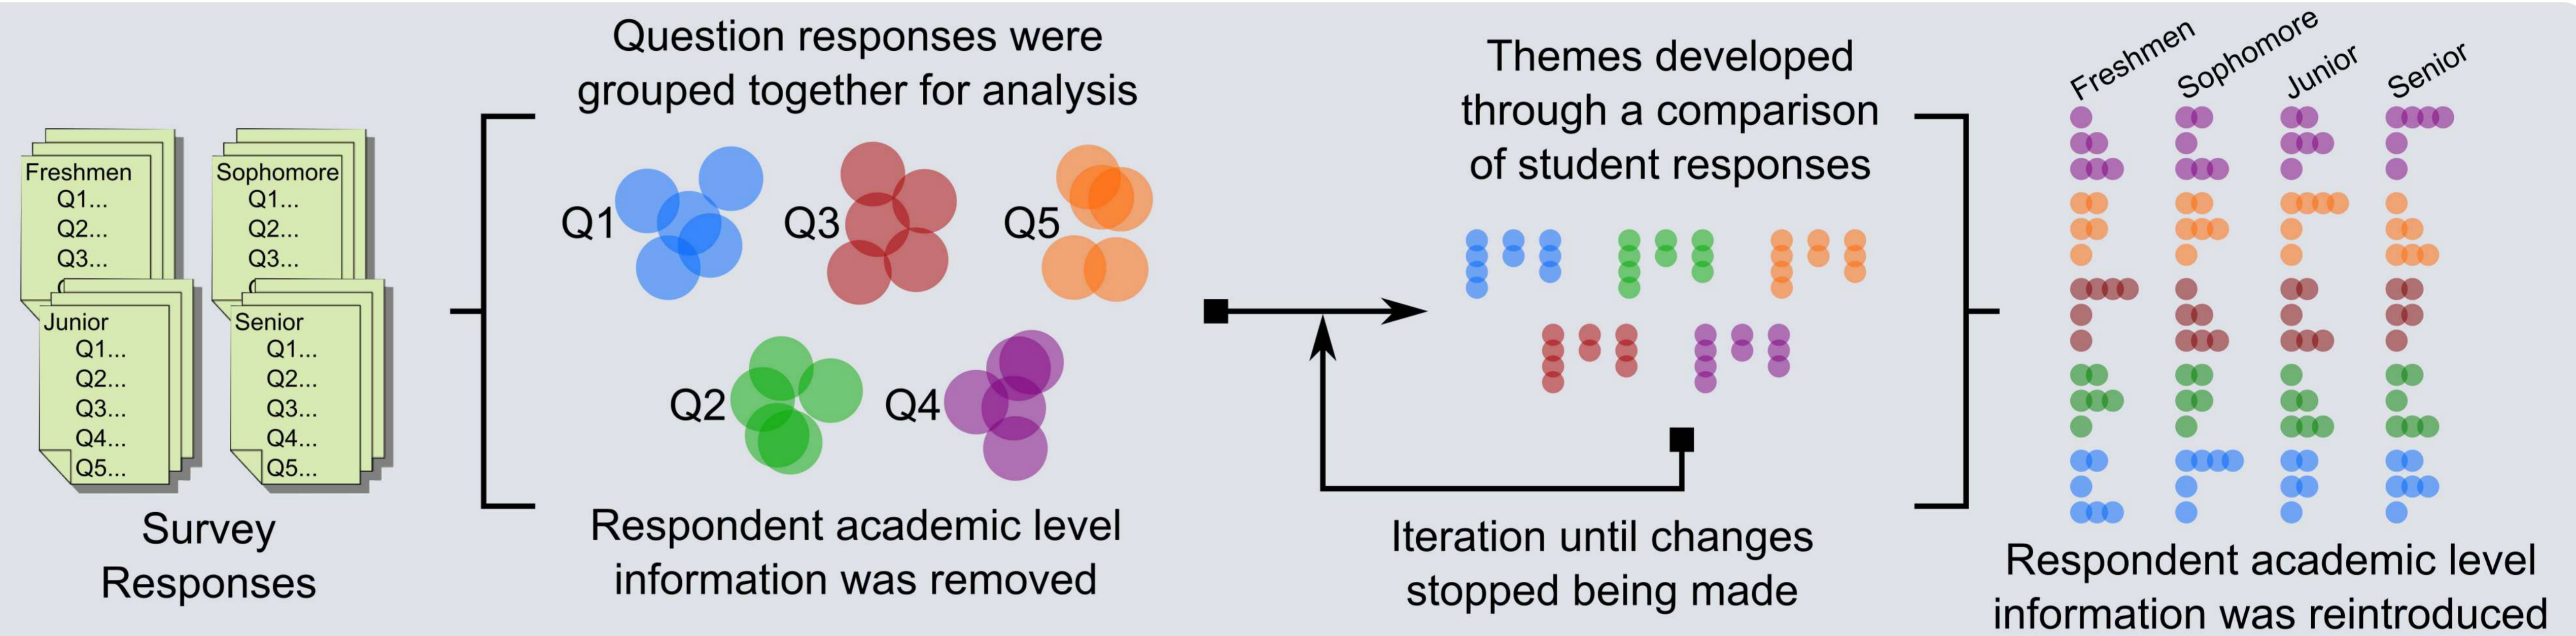 Freshmen
Q1...
Q2...
Q3...
Sophomore
Q1...
Q2...
Q3...
Junior
Q1...
Q2...
Q3...
Q4...
Q5...
Senior
Q1...
Q2...
Q3...
Q4...
Q5...
Survey
Responses
Question responses were
grouped together for analysis
Q1
Q3
Q5
Q2
Q4
Respondent academic level
information was removed
Themes developed
through a comparison
of student responses
Iteration until changes
stopped being made
Freshmen
Sophomore
Junior
Senior
Respondent academic level
information was reintroduced